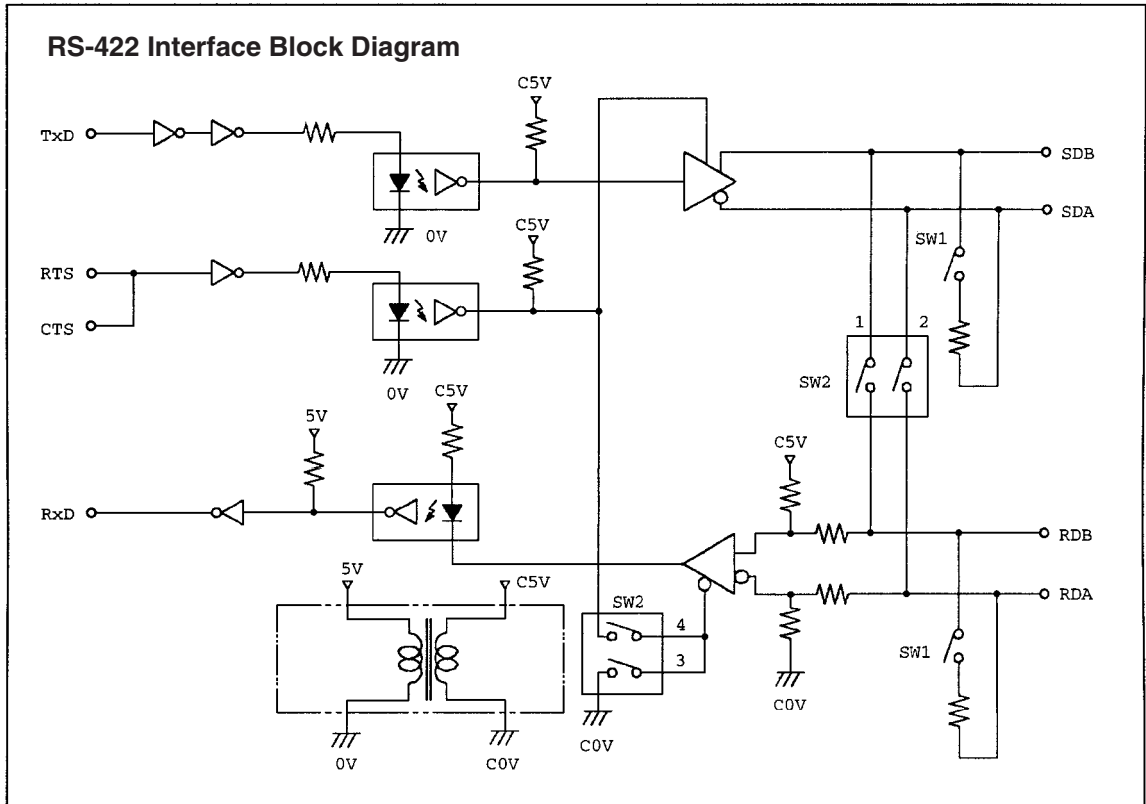 RS-422 Interface Block Diagram
C5V
TxD
SDB
0V
C5V
SDA
SW1
RTS
CTS
1 2
0V
SW2
C5V
5V
C5V
RxD
RDB
5V
C5V
SW2
4
RDA
3
SW1
C0V
0V
C0V
C0V